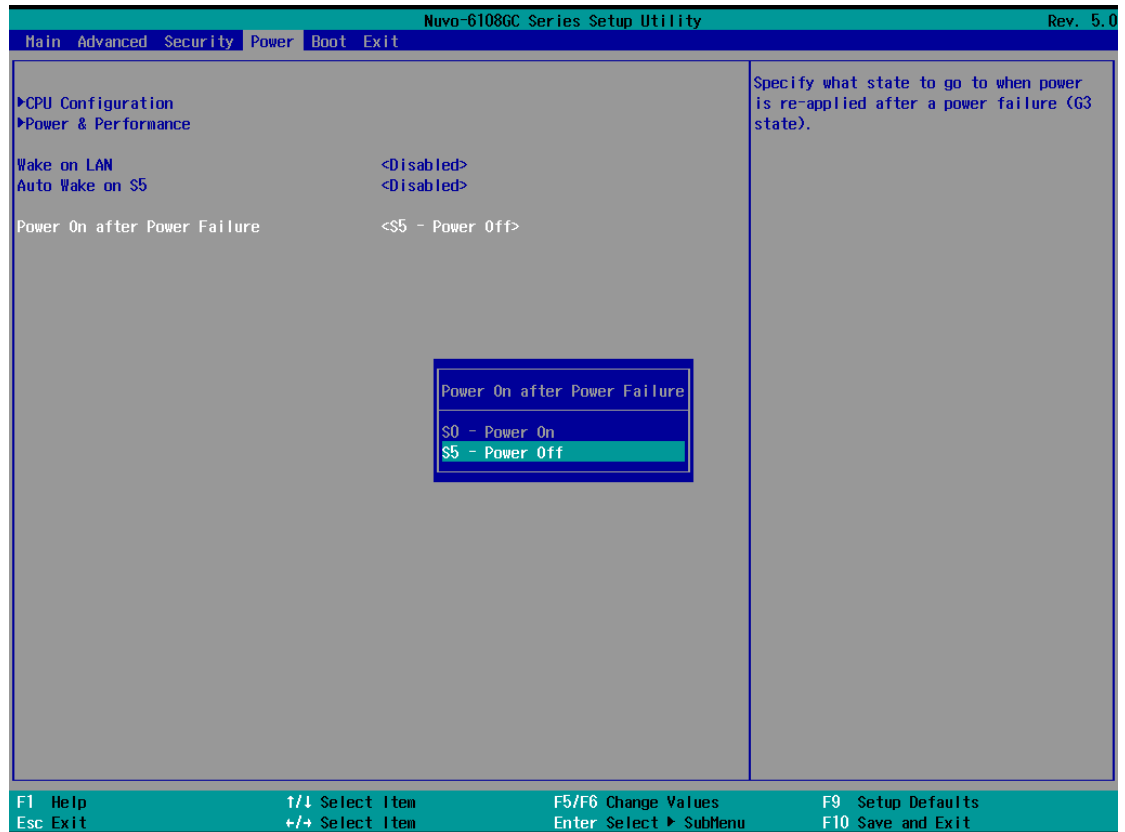 Nuvo-6108GC Series Setup Utility Rev. 5.0
Main Advanced Security Power Boot Exit
▶CPU Configuration
▶Power & Performance
Wake on LAN <Disabled>
Auto Wake on S5 <Disabled>
Power On after Power Failure <S5 - Power Off>
Specify what state to go to when power
is re-applied after a power failure (G3
state).
Power On after Power Failure
S0 - Power On
S5 - Power Off
F1 Help ↑/↓ Select Item F5/F6 Change Values F9 Setup Defaults
Esc Exit ←/→ Select Item Enter Select ▶ SubMenu F10 Save and Exit